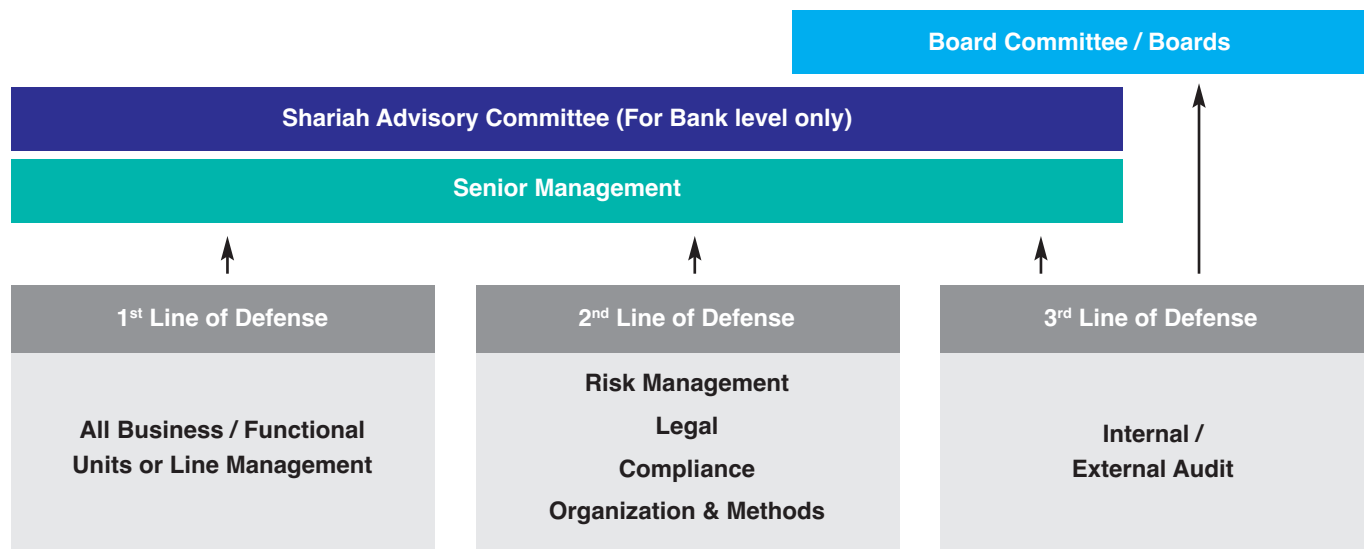 Board Committee / Boards
Shariah Advisory Committee (For Bank level only)
Senior Management
1st Line of Defense
All Business / Functional
Units or Line Management
2nd Line of Defense
Risk Management
Legal
Compliance
Organization & Methods
3rd Line of Defense
Internal /
External Audit